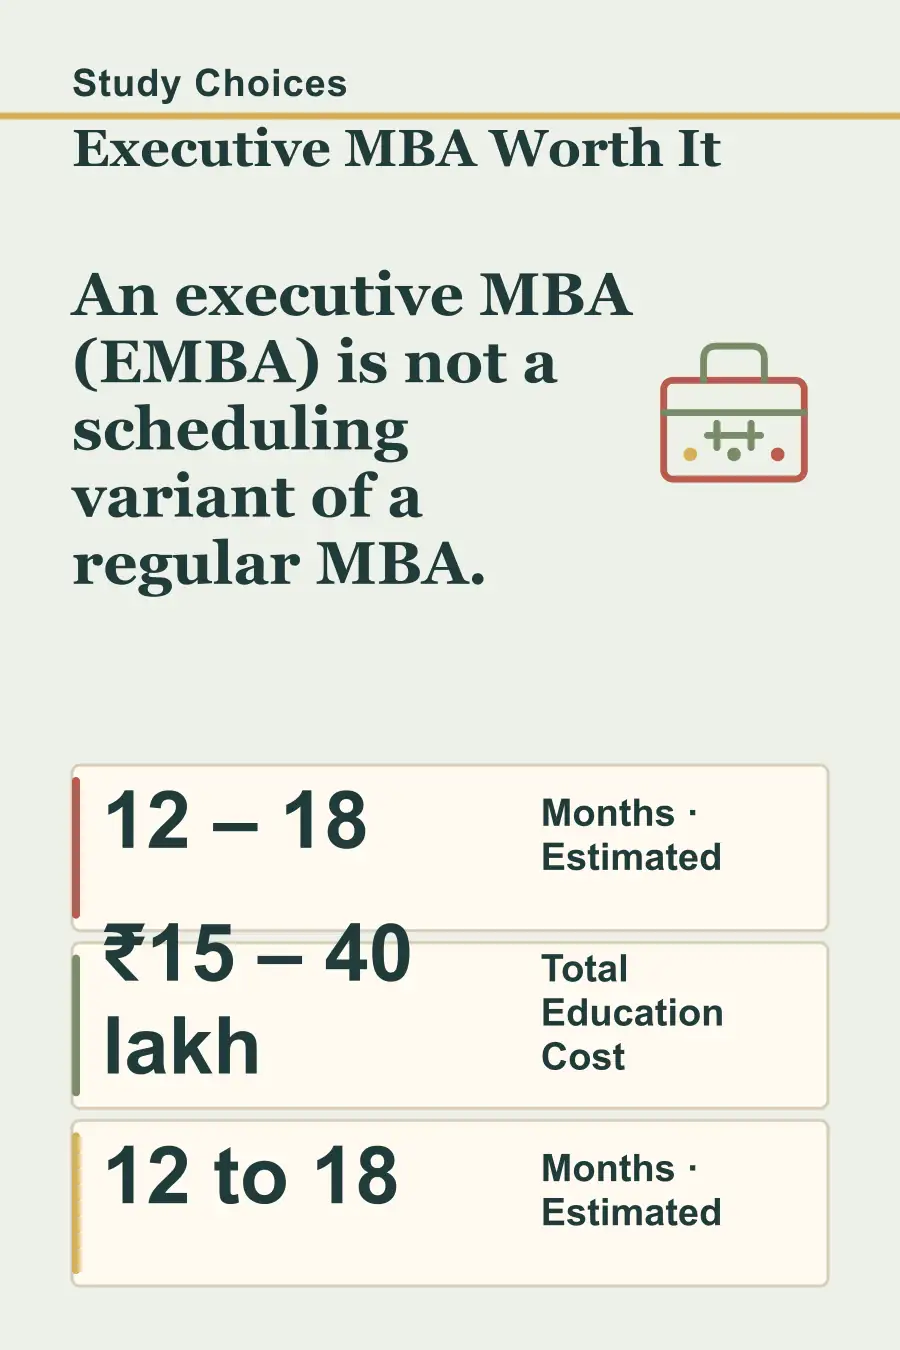 Study Choices
Executive MBA Worth It
An executive MBA
(EMBA) is not a
scheduling
variant of a
regular MBA.
12 – 18
Months ·
Estimated
₹15 – 40
lakh
Total
Education
Cost
12 to 18
Months ·
Estimated